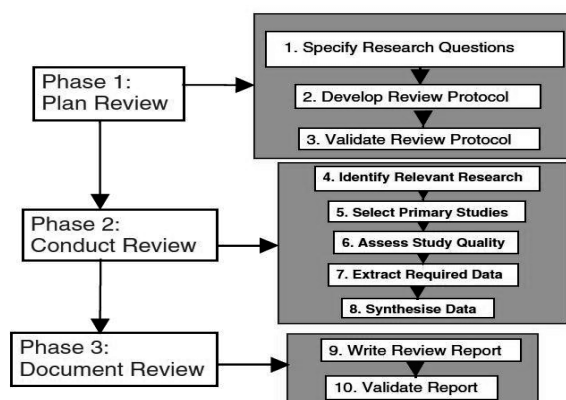 1. Specify Research Questions
Phase 1:
Plan Review
2. Develop Review Protocol
3. Validate Review Protocol
4. Identify Relevant Research
Phase 2:
Conduct Review
5. Select Primary Studies
6. Assess Study Quality
7. Extract Required Data
8. Synthesise Data
Phase 3:
Document Review
9. Write Review Report
10. Validate Report